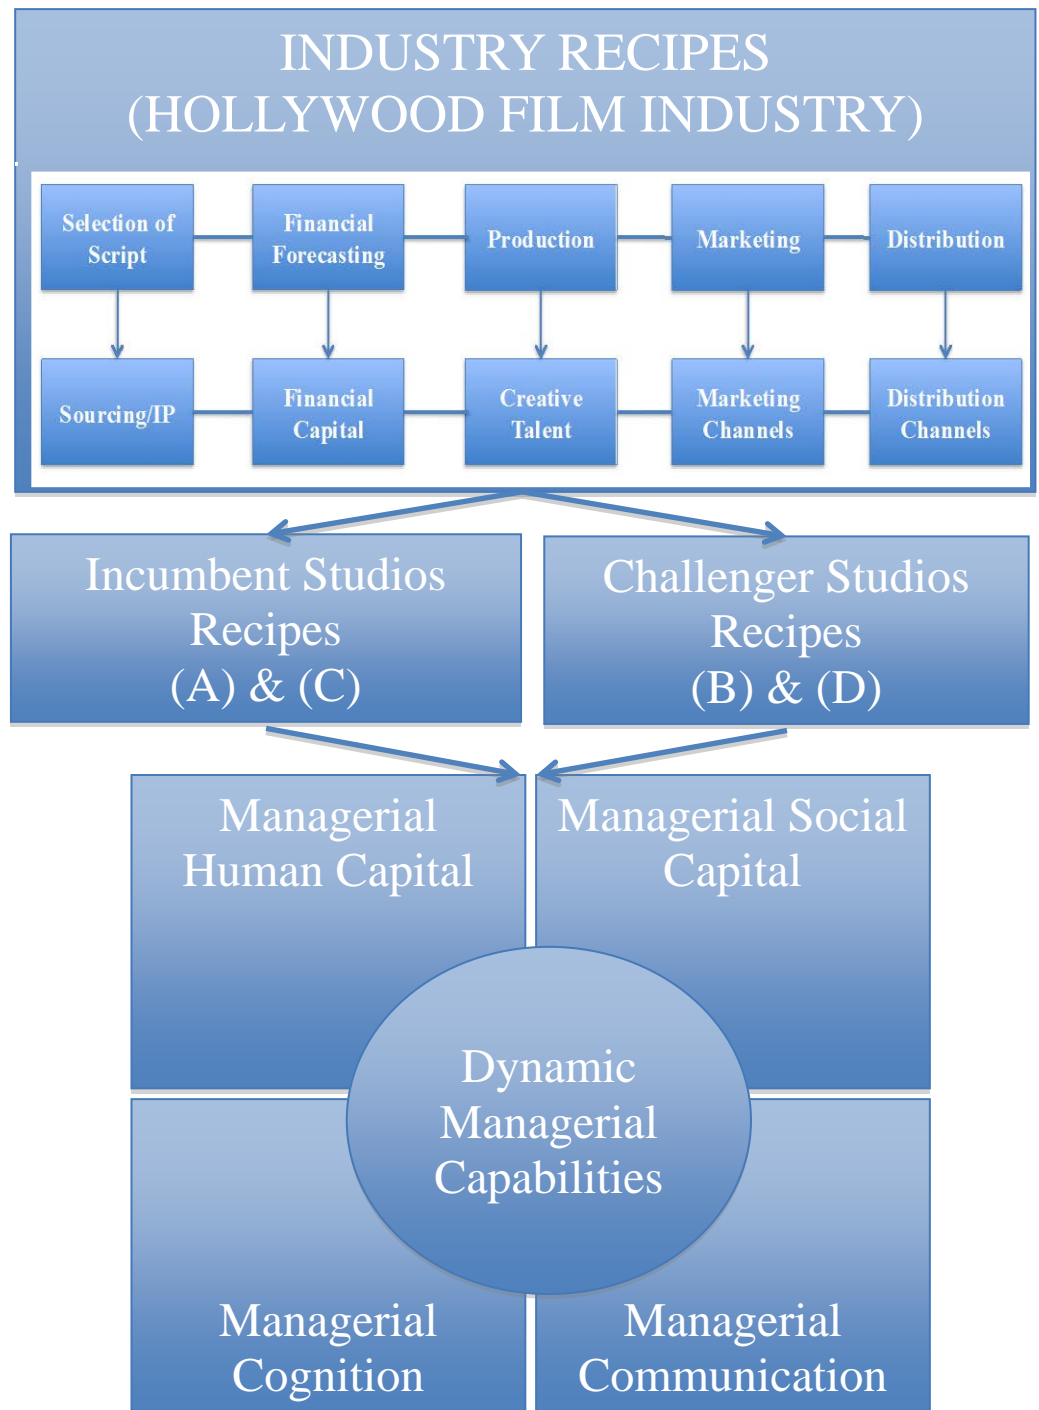 INDUSTRY RECIPES
(HOLLYWOOD FILM INDUSTRY)
Selection of
Script
Financial
Forecasting
Production
Marketing
Distribution
Sourcing/IP
Financial
Capital
Creative
Talent
Marketing
Channels
Distribution
Channels
Incumbent Studios
Recipes
(A) & (C)
Challenger Studios
Recipes
(B) & (D)
Managerial
Human Capital
Managerial Social
Capital
Dynamic
Managerial
Capabilities
Managerial
Cognition
Managerial
Communication